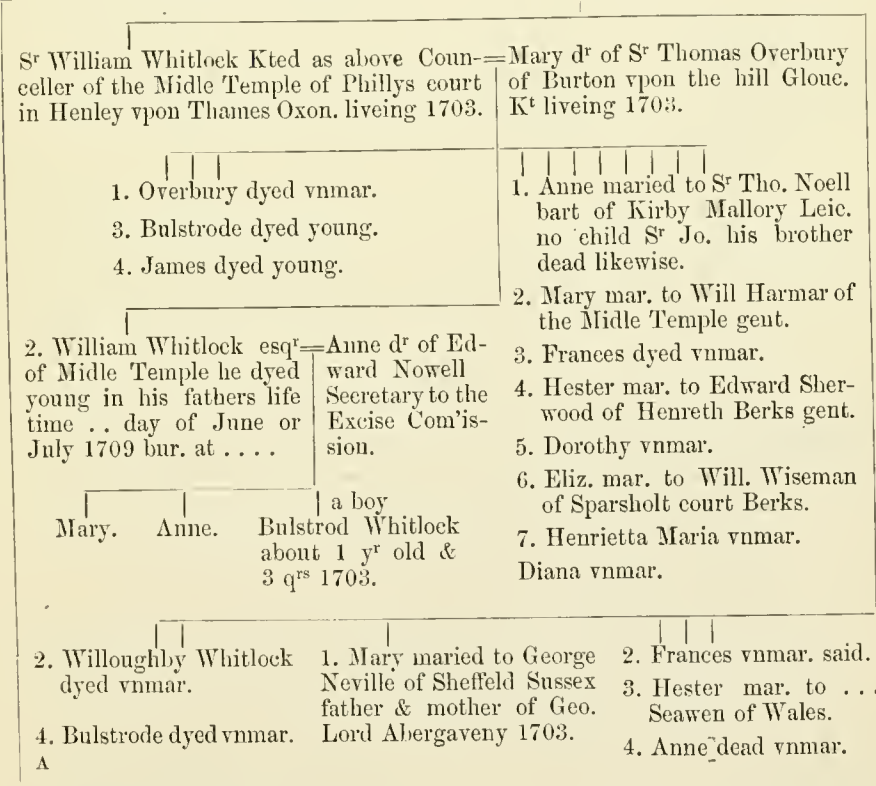 Sʳ William Whitlock Kted as above Coun-
celler of the Midle Temple of Phillys court
in Henley vpon Thames Oxon. liveing 1703.
=Mary dʳ of Sʳ Thomas Overbury
of Burton vpon the hill Glouc.
Kᵗ liveing 1703.
1. Overbury dyed vnmar.
3. Bulstrode dyed young.
4. James dyed young.
1. Anne maried to Sʳ Tho. Noell
bart of Kirby Mallory Leic.
no child Sʳ Jo. his brother
dead likewise.
2. Mary mar. to Will Harmar of
the Midle Temple gent.
3. Frances dyed vnmar.
4. Hester mar. to Edward Sher-
wood of Henreth Berks gent.
5. Dorothy vnmar.
6. Eliz. mar. to Will. Wiseman
of Sparsholt court Berks.
7. Henrietta Maria vnmar.
Diana vnmar.
2. William Whitlock esqʳ
of Midle Temple he dyed
young in his fathers life
time . . day of June or
July 1709 bur. at . . . .
=Anne dʳ of Ed-
ward Nowell
Secretary to the
Excise Com'is-
sion.
Mary.
Anne.
a boy
Bulstrod Whitlock
about 1 yʳ old &
3 qʳˢ 1703.
2. Willoughby Whitlock
dyed vnmar.
4. Bulstrode dyed vnmar.
A
1. Mary maried to George
Neville of Sheffeld Sussex
father & mother of Geo.
Lord Abergaveny 1703.
2. Frances vnmar. said.
3. Hester mar. to . . .
Seawen of Wales.
4. Anne dead vnmar.